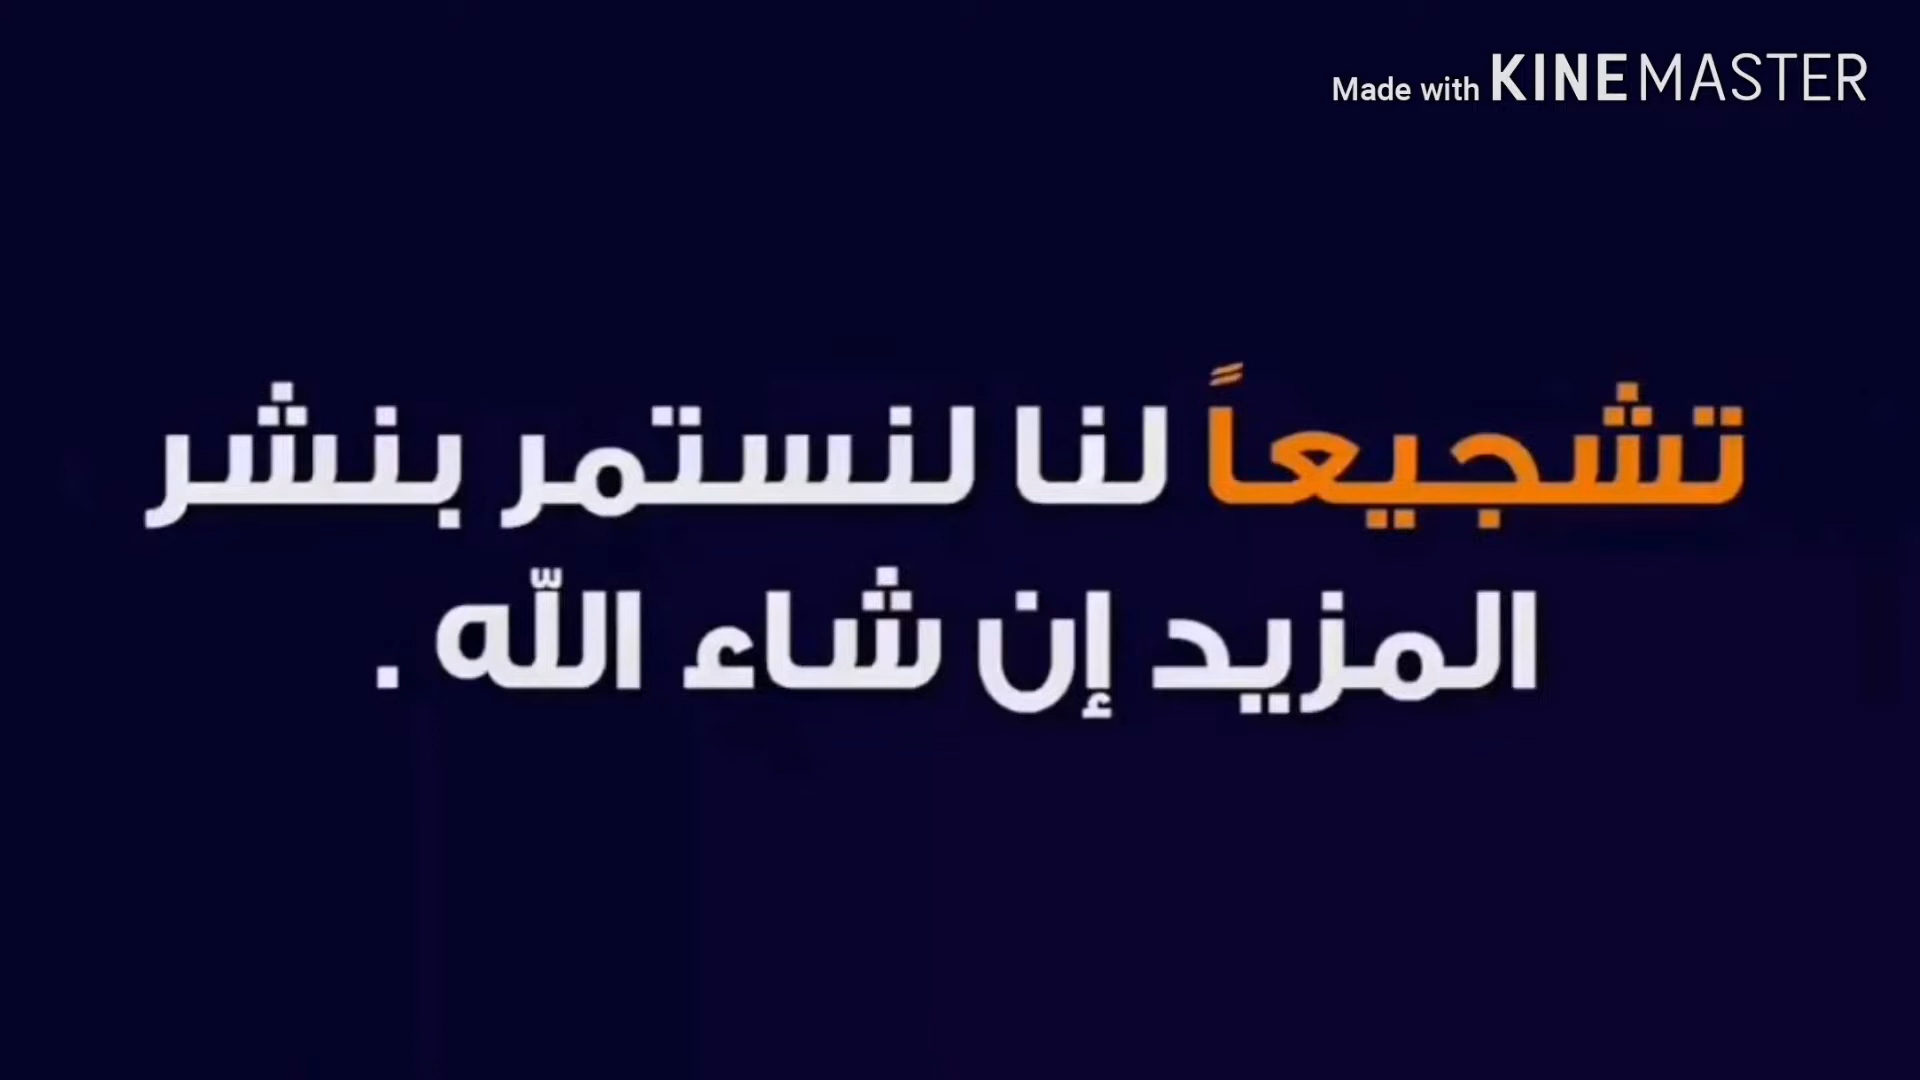 Made with KINEMASTER
تشجيعاً لنا لنستمر بنشر
المزيد إن شاء اللّه .